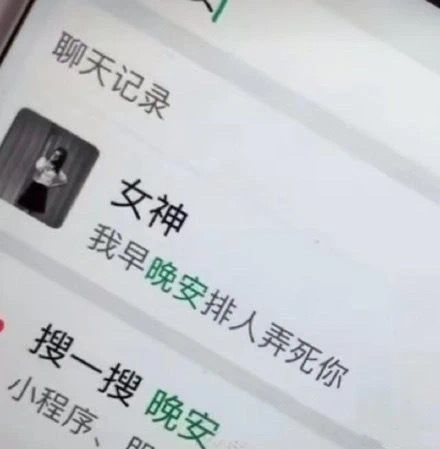 聊天记录
女神
我早晚安排人弄死你
搜一搜 晚安
小程序、